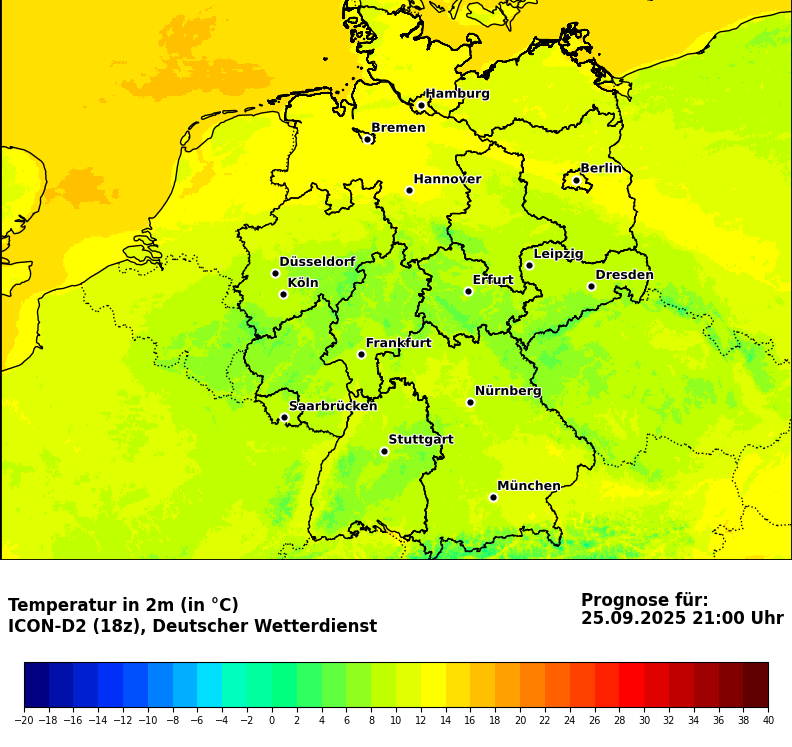 Hamburg
Bremen
Berlin
Hannover
Leipzig
Düsseldorf
Dresden
Köln
Erfurt
Frankfurt
Nürnberg
Saarbrücken
Stuttgart
München
Temperatur in 2m (in °C)
ICON-D2 (18z), Deutscher Wetterdienst
Prognose für:
25.09.2025 21:00 Uhr
−20 −18 −16 −14 −12 −10 −8 −6 −4 −2 0 2 4 6 8 10 12 14 16 18 20 22 24 26 28 30 32 34 36 38 40